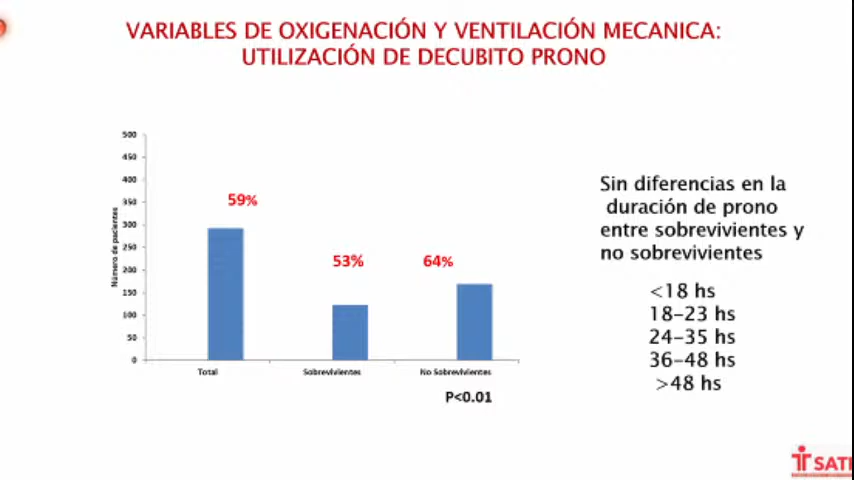 VARIABLES DE OXIGENACIÓN Y VENTILACIÓN MECANICA:
UTILIZACIÓN DE DECUBITO PRONO
500
450
400
350
300
250
200
150
100
50
0
Número de pacientes
59%
53%
64%
Total
Sobrevivientes
No Sobrevivientes
P<0.01
Sin diferencias en la
duración de prono
entre sobrevivientes y
no sobrevivientes
<18 hs
18-23 hs
24-35 hs
36-48 hs
>48 hs
SATI